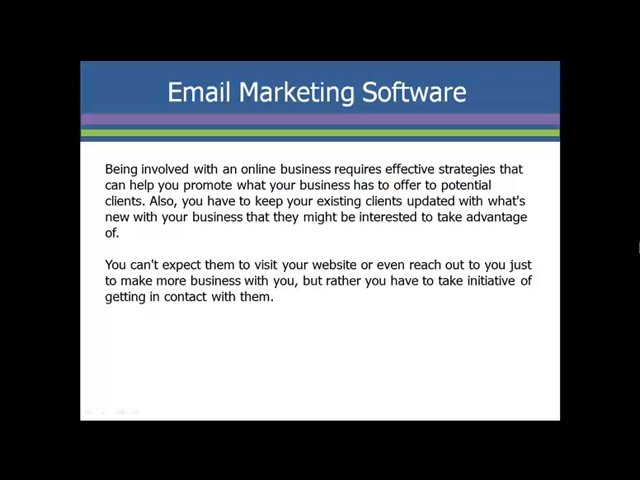 Email Marketing Software
Being involved with an online business requires effective strategies that
can help you promote what your business has to offer to potential
clients. Also, you have to keep your existing clients updated with what's
new with your business that they might be interested to take advantage
of.
You can't expect them to visit your website or even reach out to you just
to make more business with you, but rather you have to take initiative of
getting in contact with them.